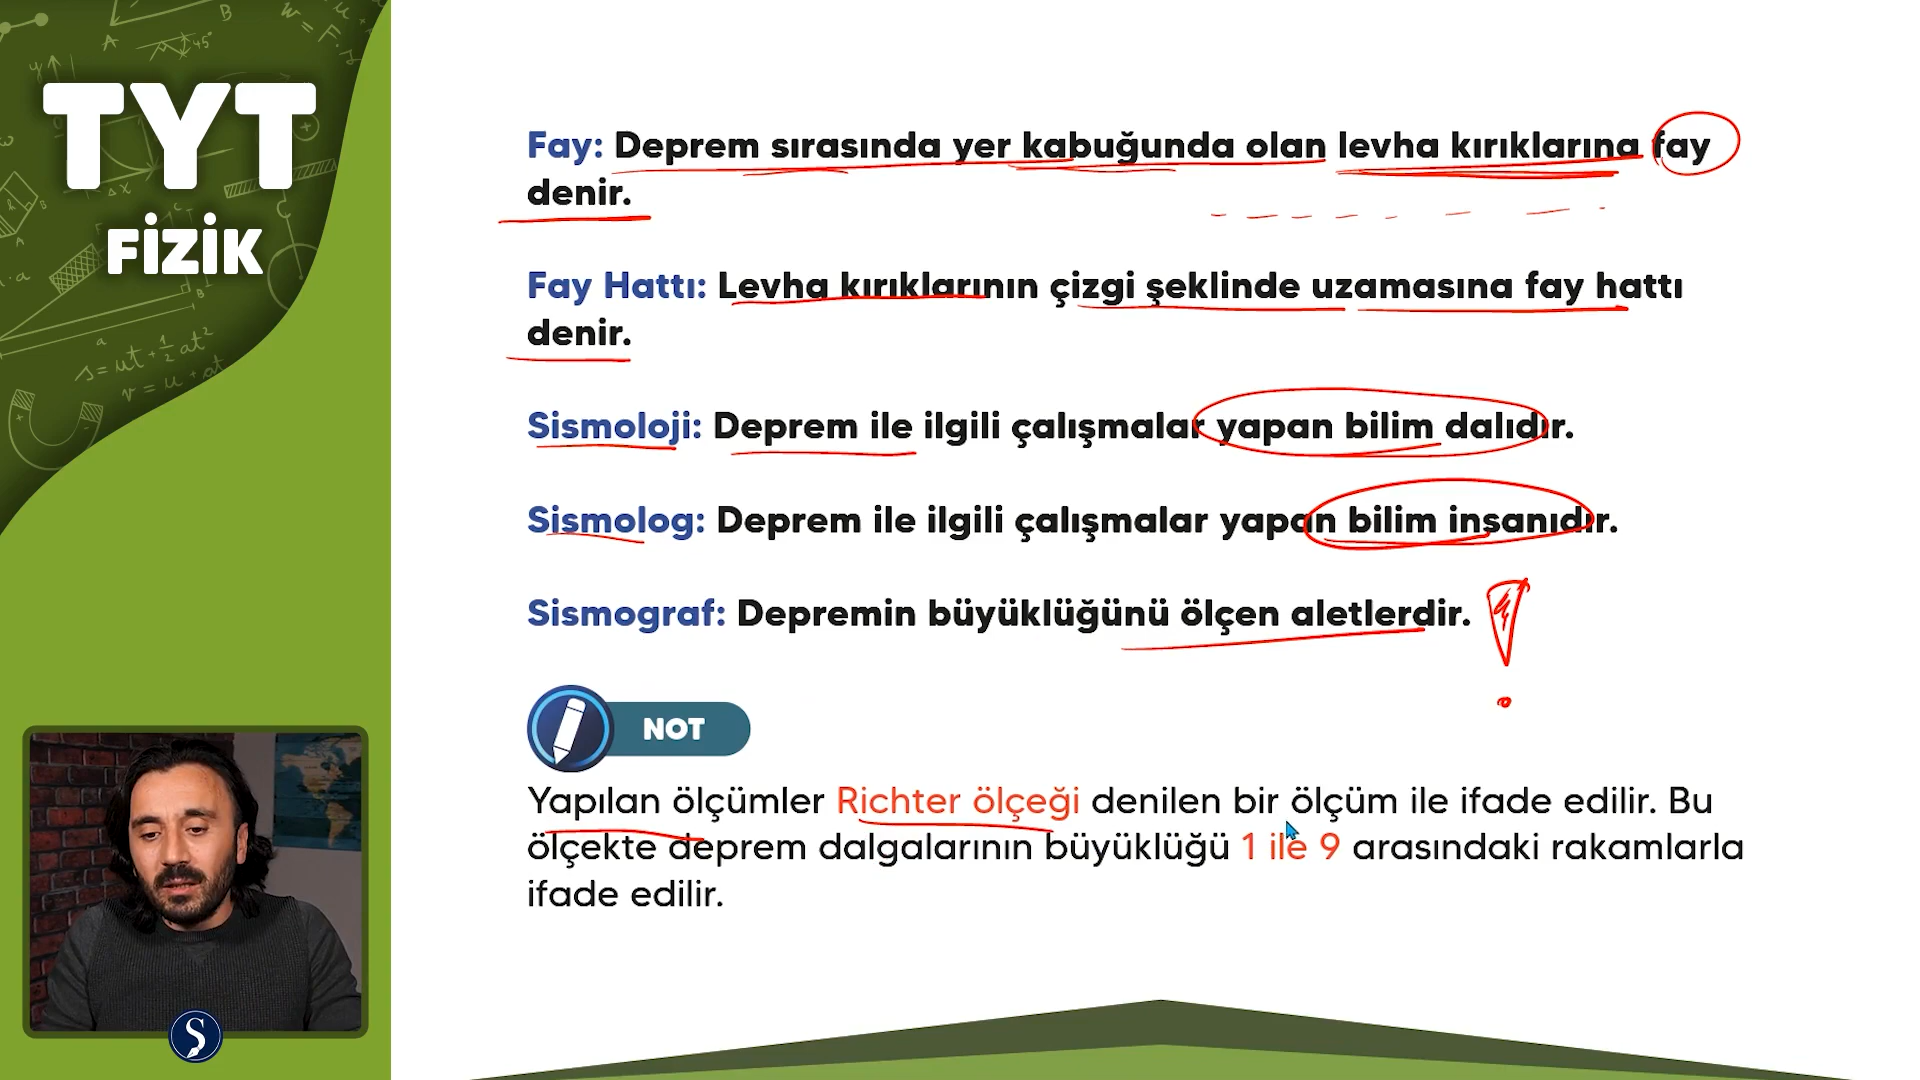 TYT
FİZİK
Fay: Deprem sırasında yer kabuğunda olan levha kırıklarına fay
denir.
Fay Hattı: Levha kırıklarının çizgi şeklinde uzamasına fay hattı
denir.
Sismoloji: Deprem ile ilgili çalışmalar yapan bilim dalıdır.
Sismolog: Deprem ile ilgili çalışmalar yapan bilim insanıdır.
Sismograf: Depremin büyüklüğünü ölçen aletlerdir.
NOT
Yapılan ölçümler Richter ölçeği denilen bir ölçüm ile ifade edilir. Bu
ölçekte deprem dalgalarının büyüklüğü 1 ile 9 arasındaki rakamlarla
ifade edilir.